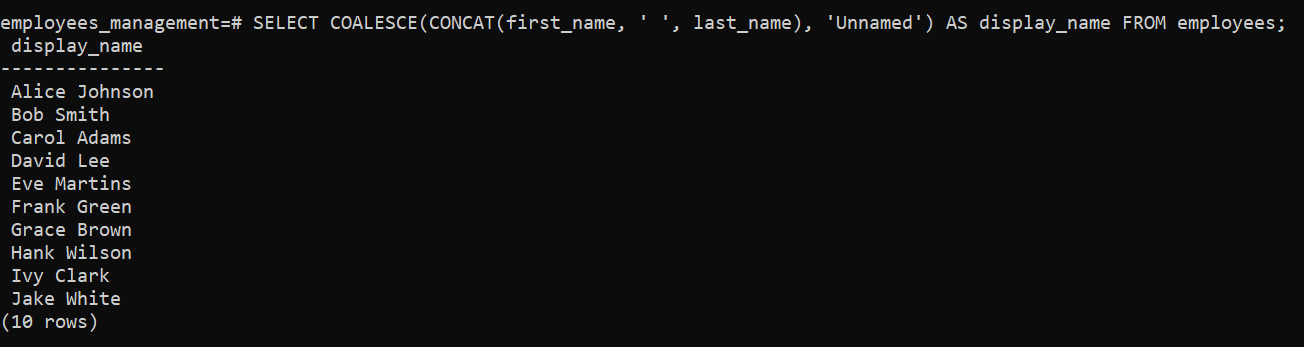 employees_management=# SELECT COALESCE(CONCAT(first_name, ' ', last_name), 'Unnamed') AS display_name FROM employees;
 display_name
---------------
 Alice Johnson
 Bob Smith
 Carol Adams
 David Lee
 Eve Martins
 Frank Green
 Grace Brown
 Hank Wilson
 Ivy Clark
 Jake White
(10 rows)